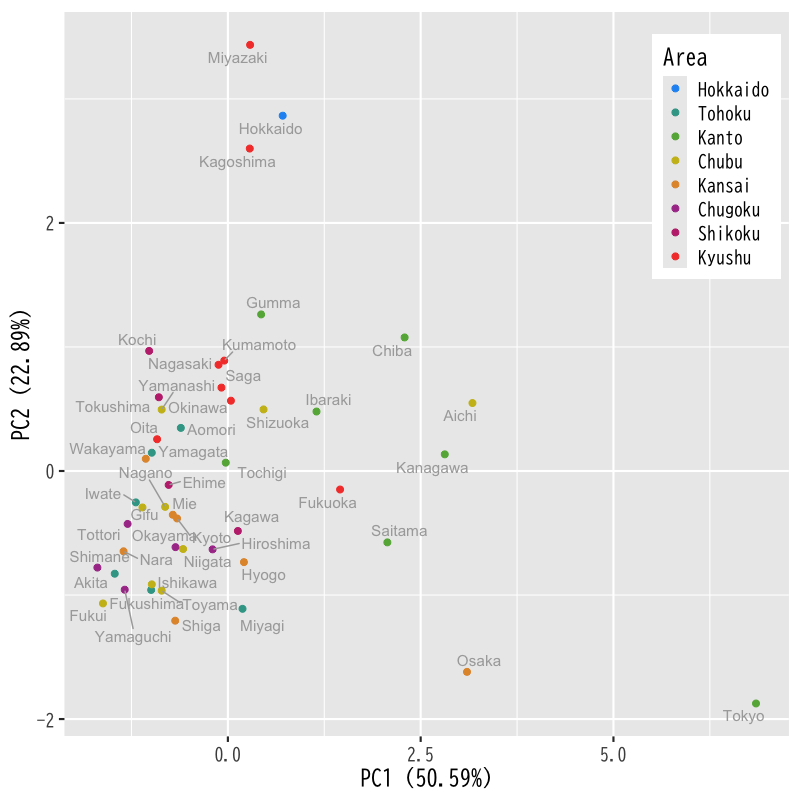 Miyazaki
Hokkaido
Kagoshima
Area
Hokkaido
Tohoku
Kanto
Chubu
Kansai
Chugoku
Shikoku
Kyushu
2
Gumma
Kochi
Kumamoto
Chiba
Nagasaki
Saga
Yamanashi
Ibaraki
Tokushima
Okinawa
Shizuoka
Aichi
Oita
Aomori
Wakayama
Yamagata
0
Nagano
Tochigi
Kanagawa
Ehime
Iwate
Mie
Fukuoka
Gifu
Kagawa
Tottori
Okayama
Kyoto
Saitama
Hiroshima
Shimane
Nara
Niigata
Hyogo
Akita
Ishikawa
Fukushima
Toyama
Fukui
Shiga
Miyagi
Yamaguchi
Osaka
Tokyo
-2
0.0
2.5
5.0
PC1 (50.59%)
PC2 (22.89%)